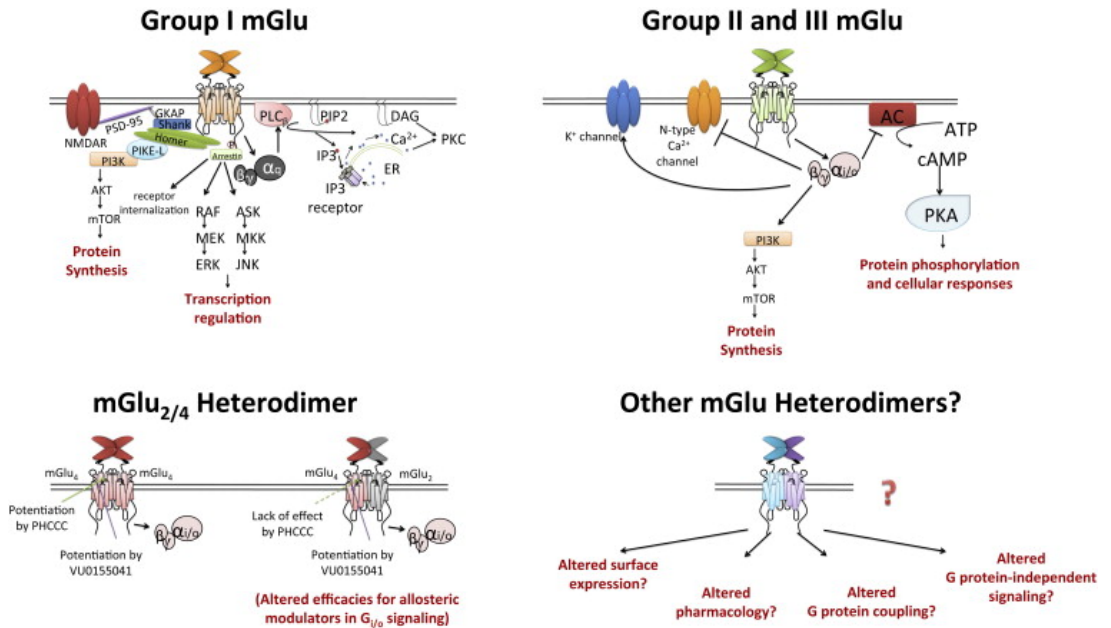 Group I mGlu
PSD-95
GKAP
Shank
Homer
NMDAR
PI3K
PIKE-L
AKT
mTOR
Protein
Synthesis
receptor
internalization
P
Arrestin
RAF
MEK
ERK
ASK
MKK
JNK
Transcription
regulation
β γ
αq
PLCβ
PIP2
DAG
PKC
Ca2+
IP3
ER
IP3
receptor
Group II and III mGlu
K+ channel
N-type
Ca2+
channel
β γ
αi/o
AC
ATP
cAMP
PKA
Protein phosphorylation
and cellular responses
PI3K
AKT
mTOR
Protein
Synthesis
mGlu2/4 Heterodimer
mGlu4
mGlu4
Potentiation
by PHCCC
Potentiation by
VU0155041
β γ αi/o
mGlu4
mGlu2
Lack of effect
by PHCCC
Potentiation by
VU0155041
β γ αi/o
(Altered efficacies for allosteric
modulators in Gi/o signaling)
Other mGlu Heterodimers?
?
Altered surface
expression?
Altered
pharmacology?
Altered
G protein coupling?
Altered
G protein-independent
signaling?